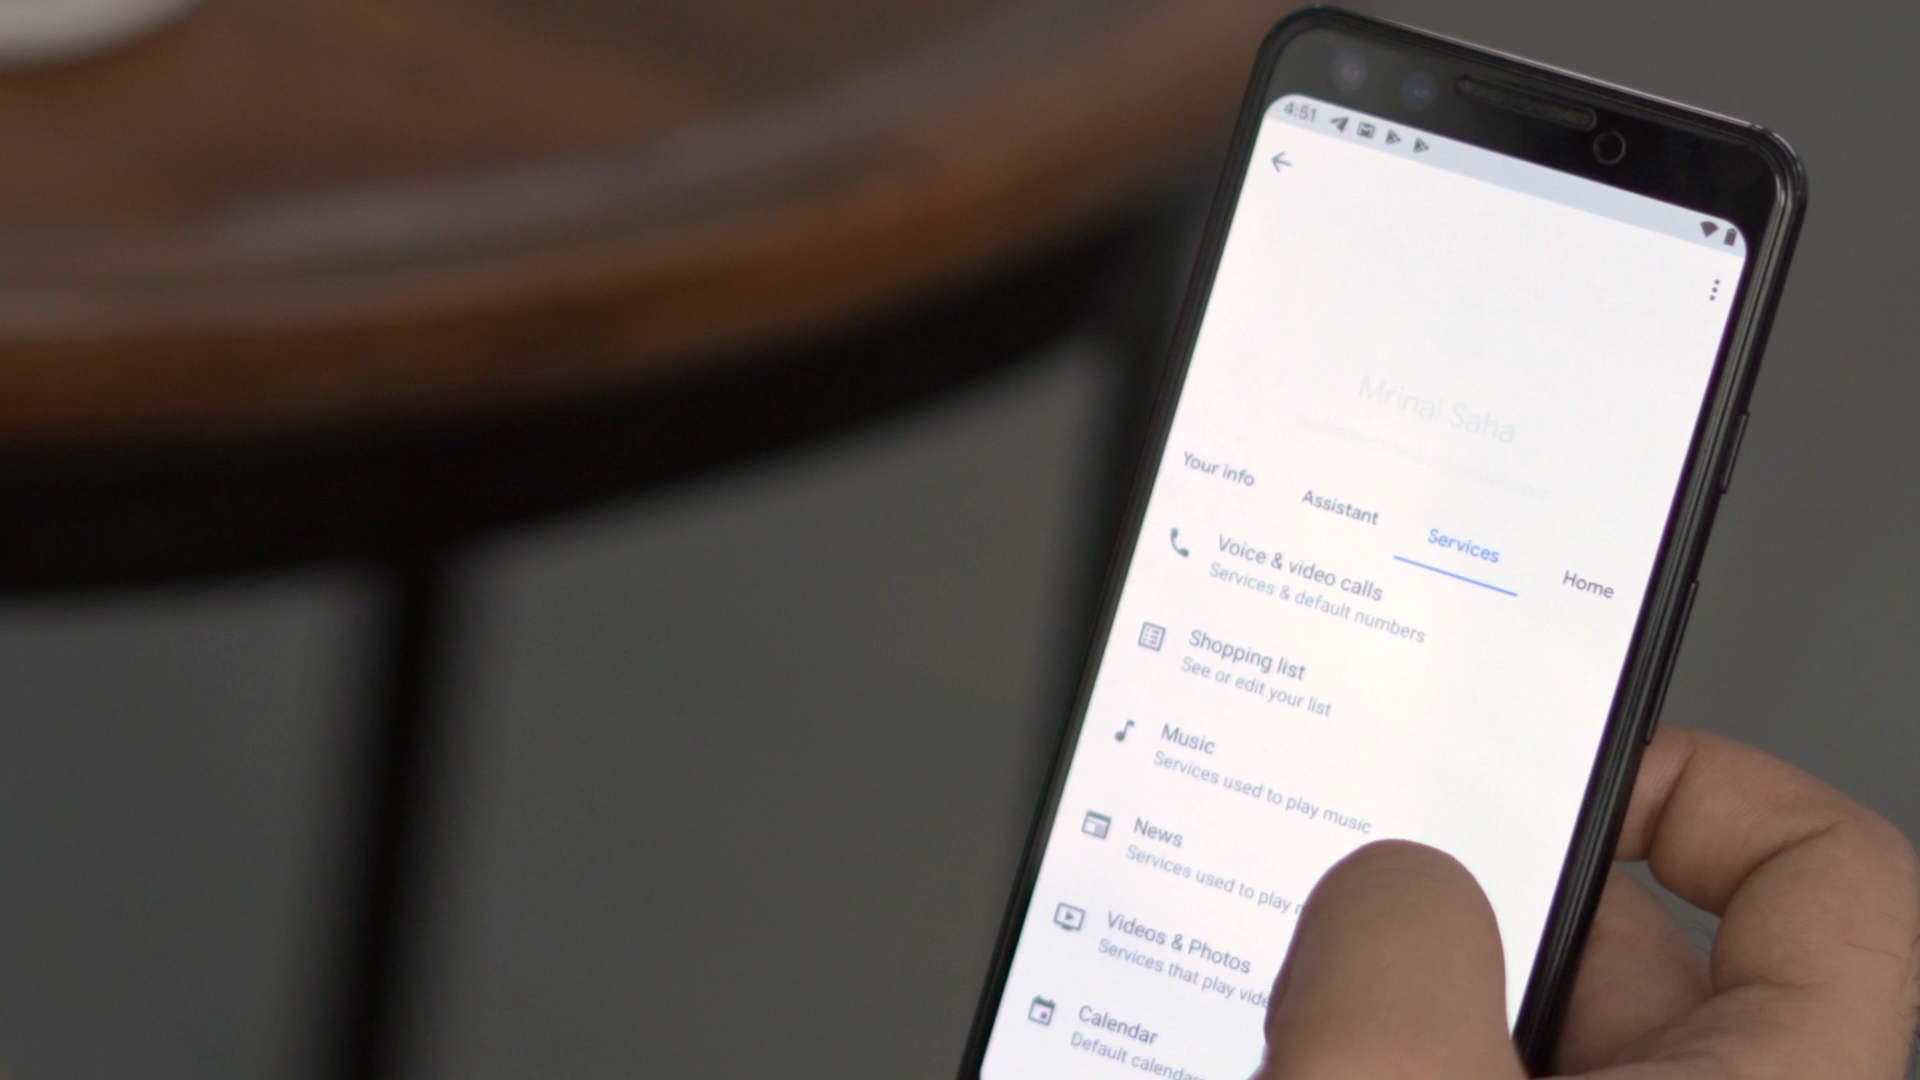 4:51
Mrinal Saha
Your info
Assistant
Services
Home
Voice & video calls
Services & default numbers
Shopping list
See or edit your list
Music
Services used to play music
News
Services used to play
Videos & Photos
Services that play
Calendar
Default calendar